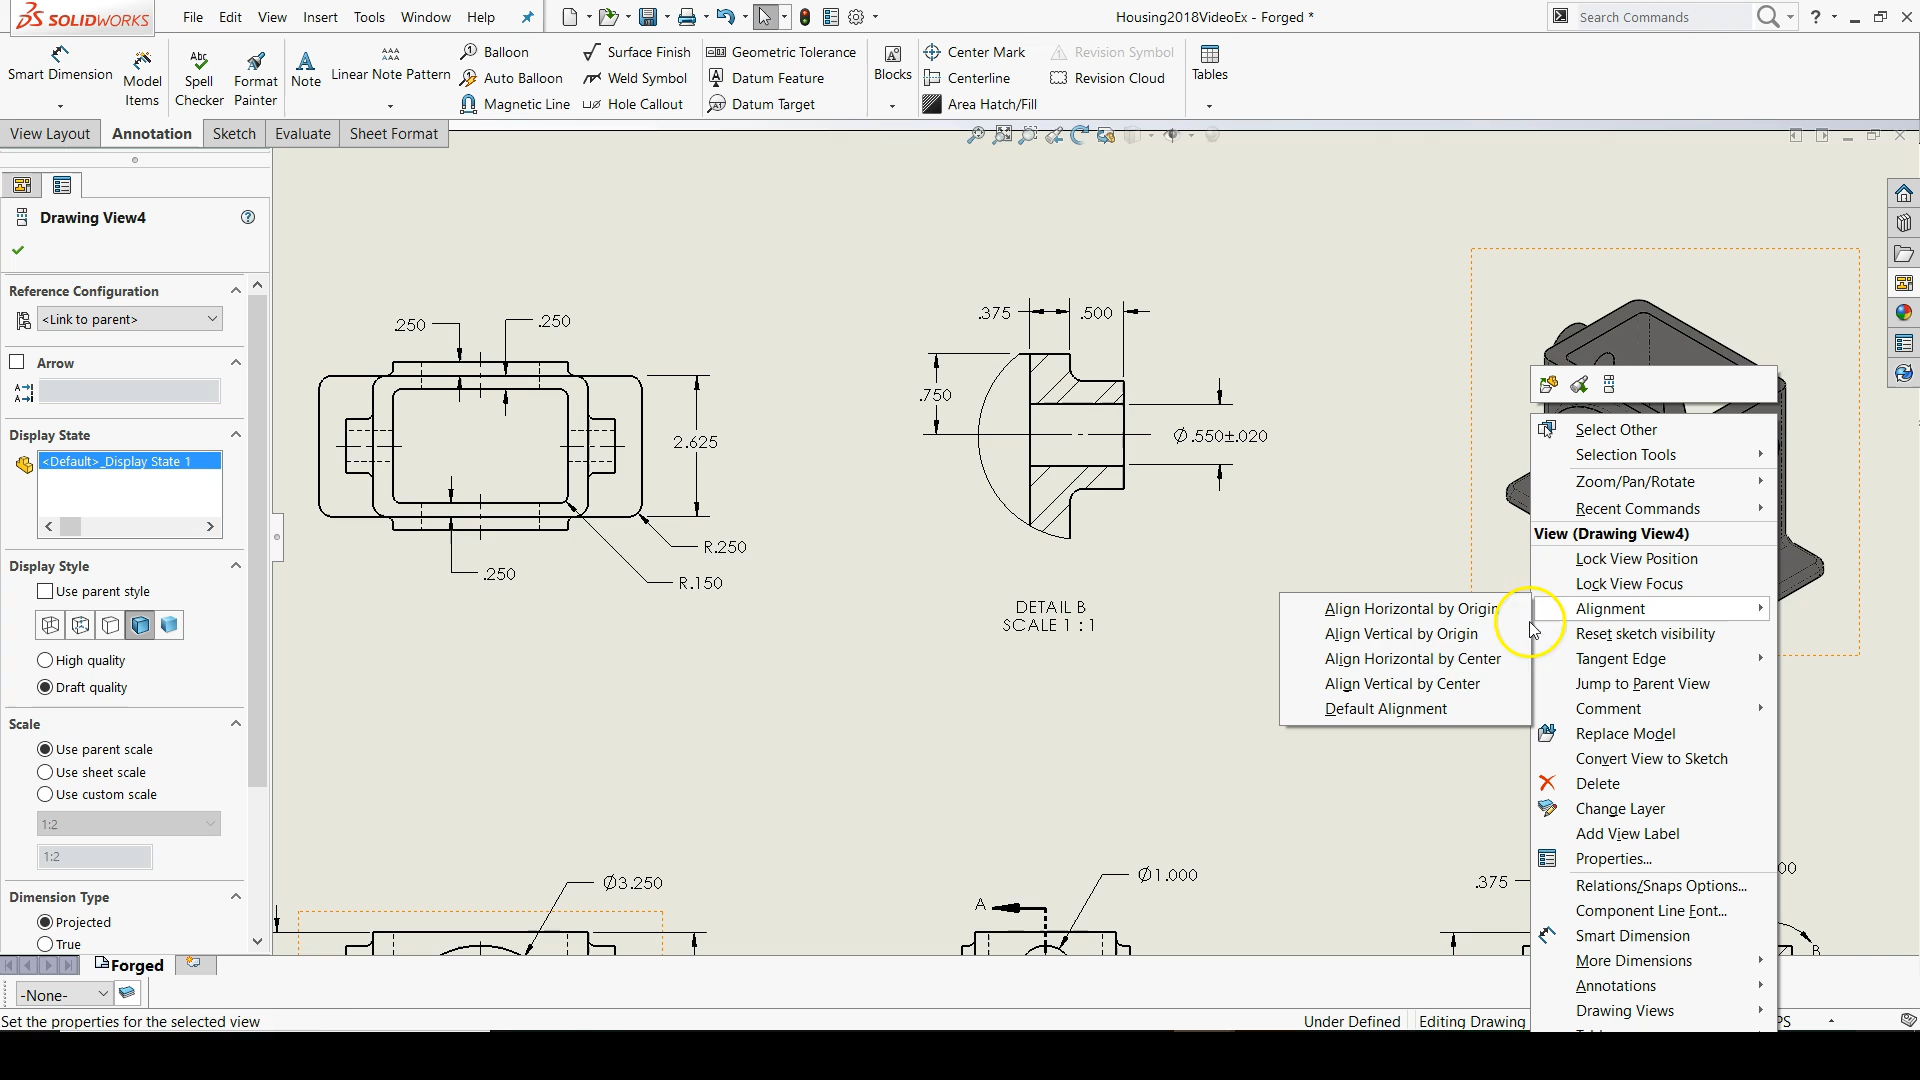 SOLIDWORKS
File Edit View Insert Tools Window Help
Housing2018VideoEx - Forged *
Search Commands
Smart Dimension
Model Items
Spell Checker
Format Painter
Note
Linear Note Pattern
Balloon
Auto Balloon
Magnetic Line
Surface Finish
Weld Symbol
Hole Callout
Geometric Tolerance
Datum Feature
Datum Target
Blocks
Center Mark
Centerline
Area Hatch/Fill
Revision Symbol
Revision Cloud
Tables
View Layout Annotation Sketch Evaluate Sheet Format
Drawing View4
Reference Configuration
<Link to parent>
Arrow
Display State
<Default>_Display State 1
Display Style
Use parent style
High quality
Draft quality
Scale
Use parent scale
Use sheet scale
Use custom scale
1:2
1:2
Dimension Type
Projected
True
.250
.250
2.625
R.250
R.150
.250
.375
.500
.750
Ø.550±.020
DETAIL B
SCALE 1 : 1
Ø3.250
A
Ø1.000
.375
B
Select Other
Selection Tools
Zoom/Pan/Rotate
Recent Commands
View (Drawing View4)
Lock View Position
Lock View Focus
Alignment
Reset sketch visibility
Tangent Edge
Jump to Parent View
Comment
Replace Model
Convert View to Sketch
Delete
Change Layer
Add View Label
Properties...
Relations/Snaps Options...
Component Line Font...
Smart Dimension
More Dimensions
Annotations
Drawing Views
Align Horizontal by Origin
Align Vertical by Origin
Align Horizontal by Center
Align Vertical by Center
Default Alignment
Forged
-None-
Set the properties for the selected view
Under Defined
Editing Drawing